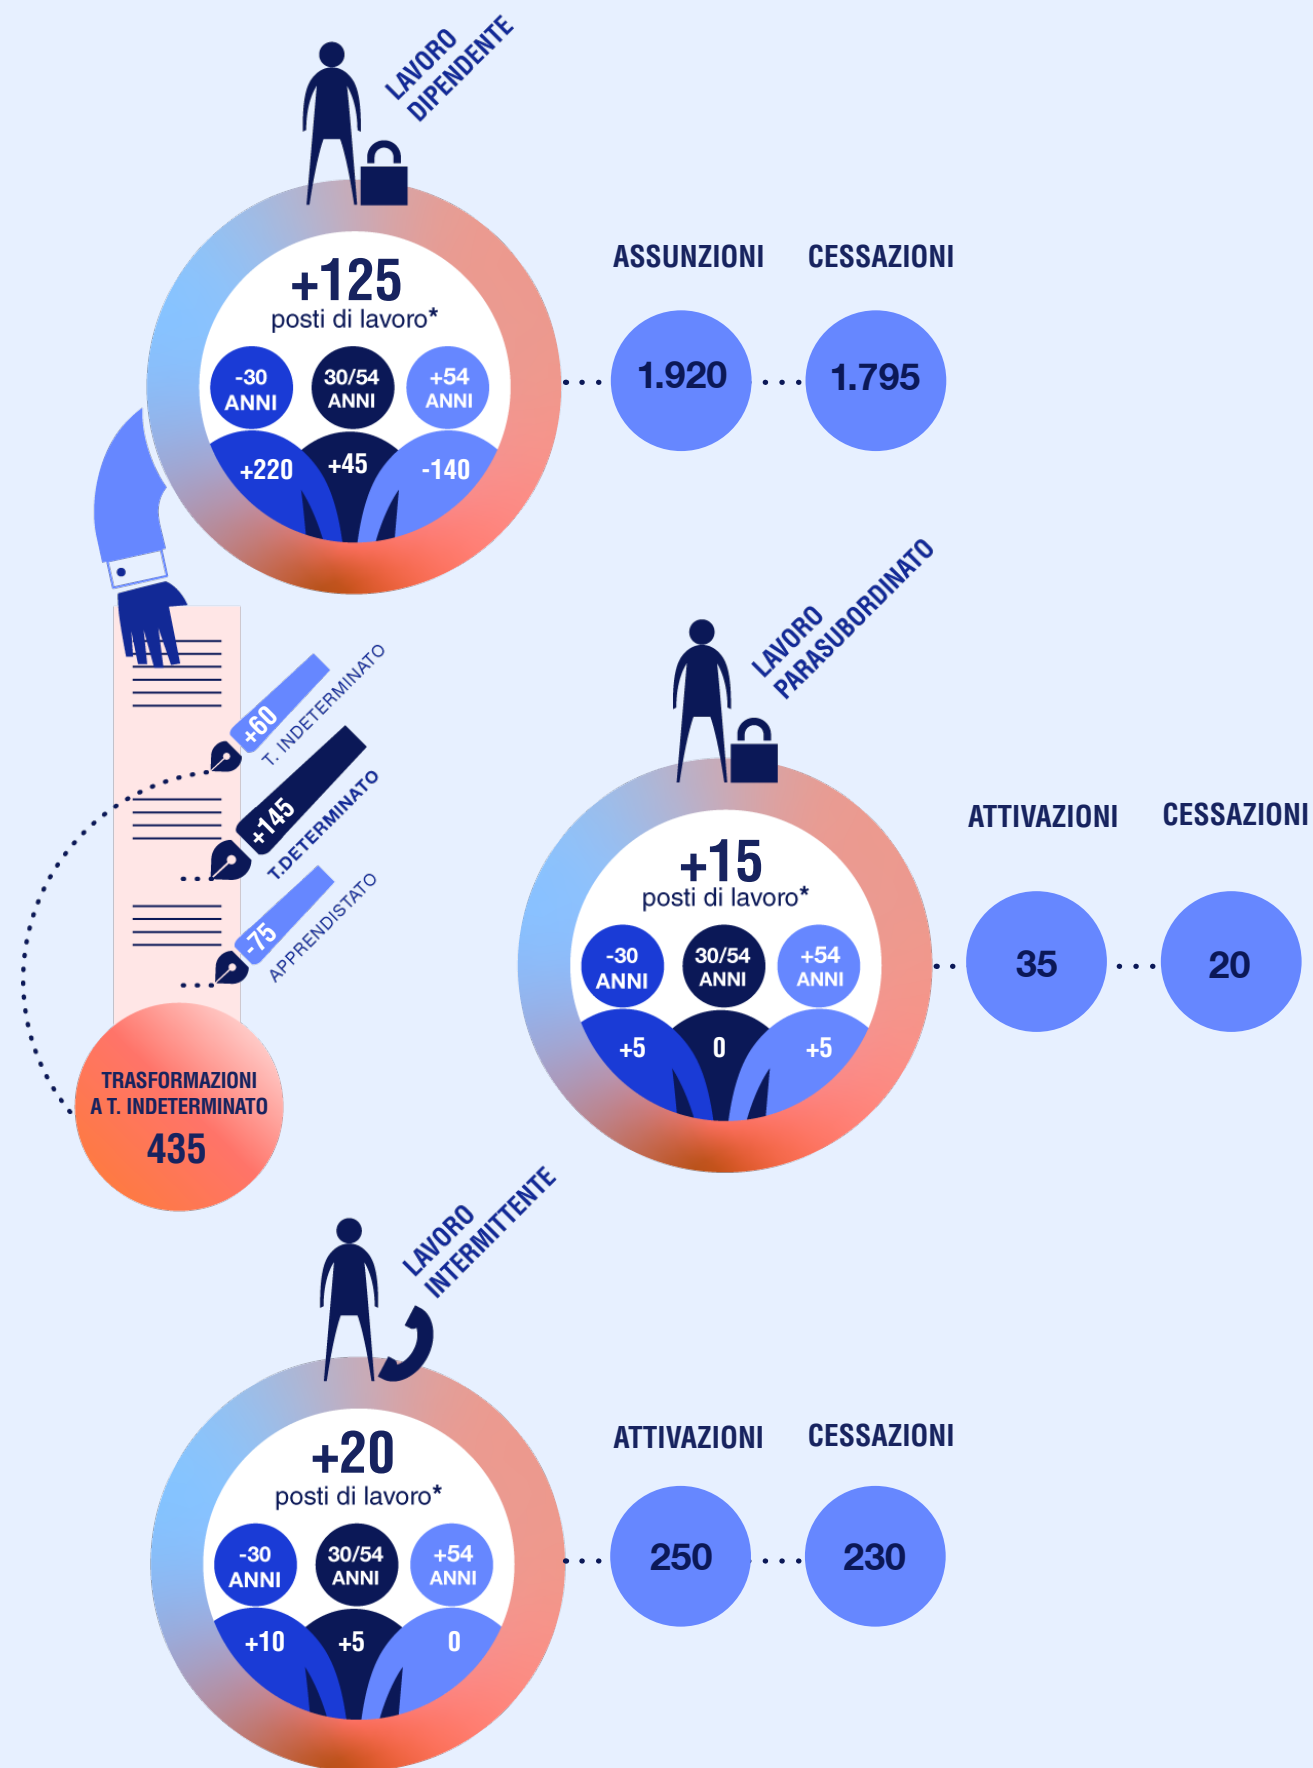 LAVORO
DIPENDENTE
ASSUNZIONI
CESSAZIONI
+125
posti di lavoro*
-30
ANNI
30/54
ANNI
+54
ANNI
+220
+45
-140
1.920
1.795
+60
T. INDETERMINATO
+145
T.DETERMINATO
-75
APPRENDISTATO
TRASFORMAZIONI
A T. INDETERMINATO
435
LAVORO
PARASUBORDINATO
ATTIVAZIONI
CESSAZIONI
+15
posti di lavoro*
-30
ANNI
30/54
ANNI
+54
ANNI
+5
0
+5
35
20
LAVORO
INTERMITTENTE
ATTIVAZIONI
CESSAZIONI
+20
posti di lavoro*
-30
ANNI
30/54
ANNI
+54
ANNI
+10
+5
0
250
230